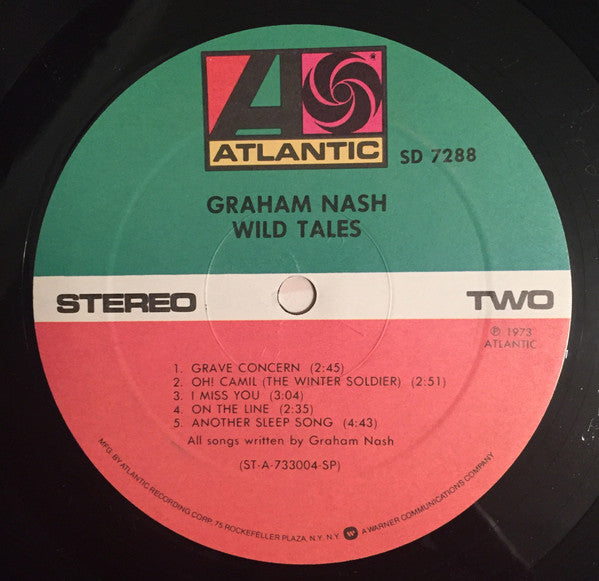 ATLANTIC
SD 7288
GRAHAM NASH
WILD TALES
STEREO
TWO
℗ 1973
ATLANTIC
1. GRAVE CONCERN (2:45)
2. OH! CAMIL (THE WINTER SOLDIER) (2:51)
3. I MISS YOU (3:04)
4. ON THE LINE (2:35)
5. ANOTHER SLEEP SONG (4:43)
All songs written by Graham Nash
(ST-A-733004-SP)
MFG. BY ATLANTIC RECORDING CORP. 75 ROCKEFELLER PLAZA, N.Y. N.Y. W A WARNER COMMUNICATIONS COMPANY